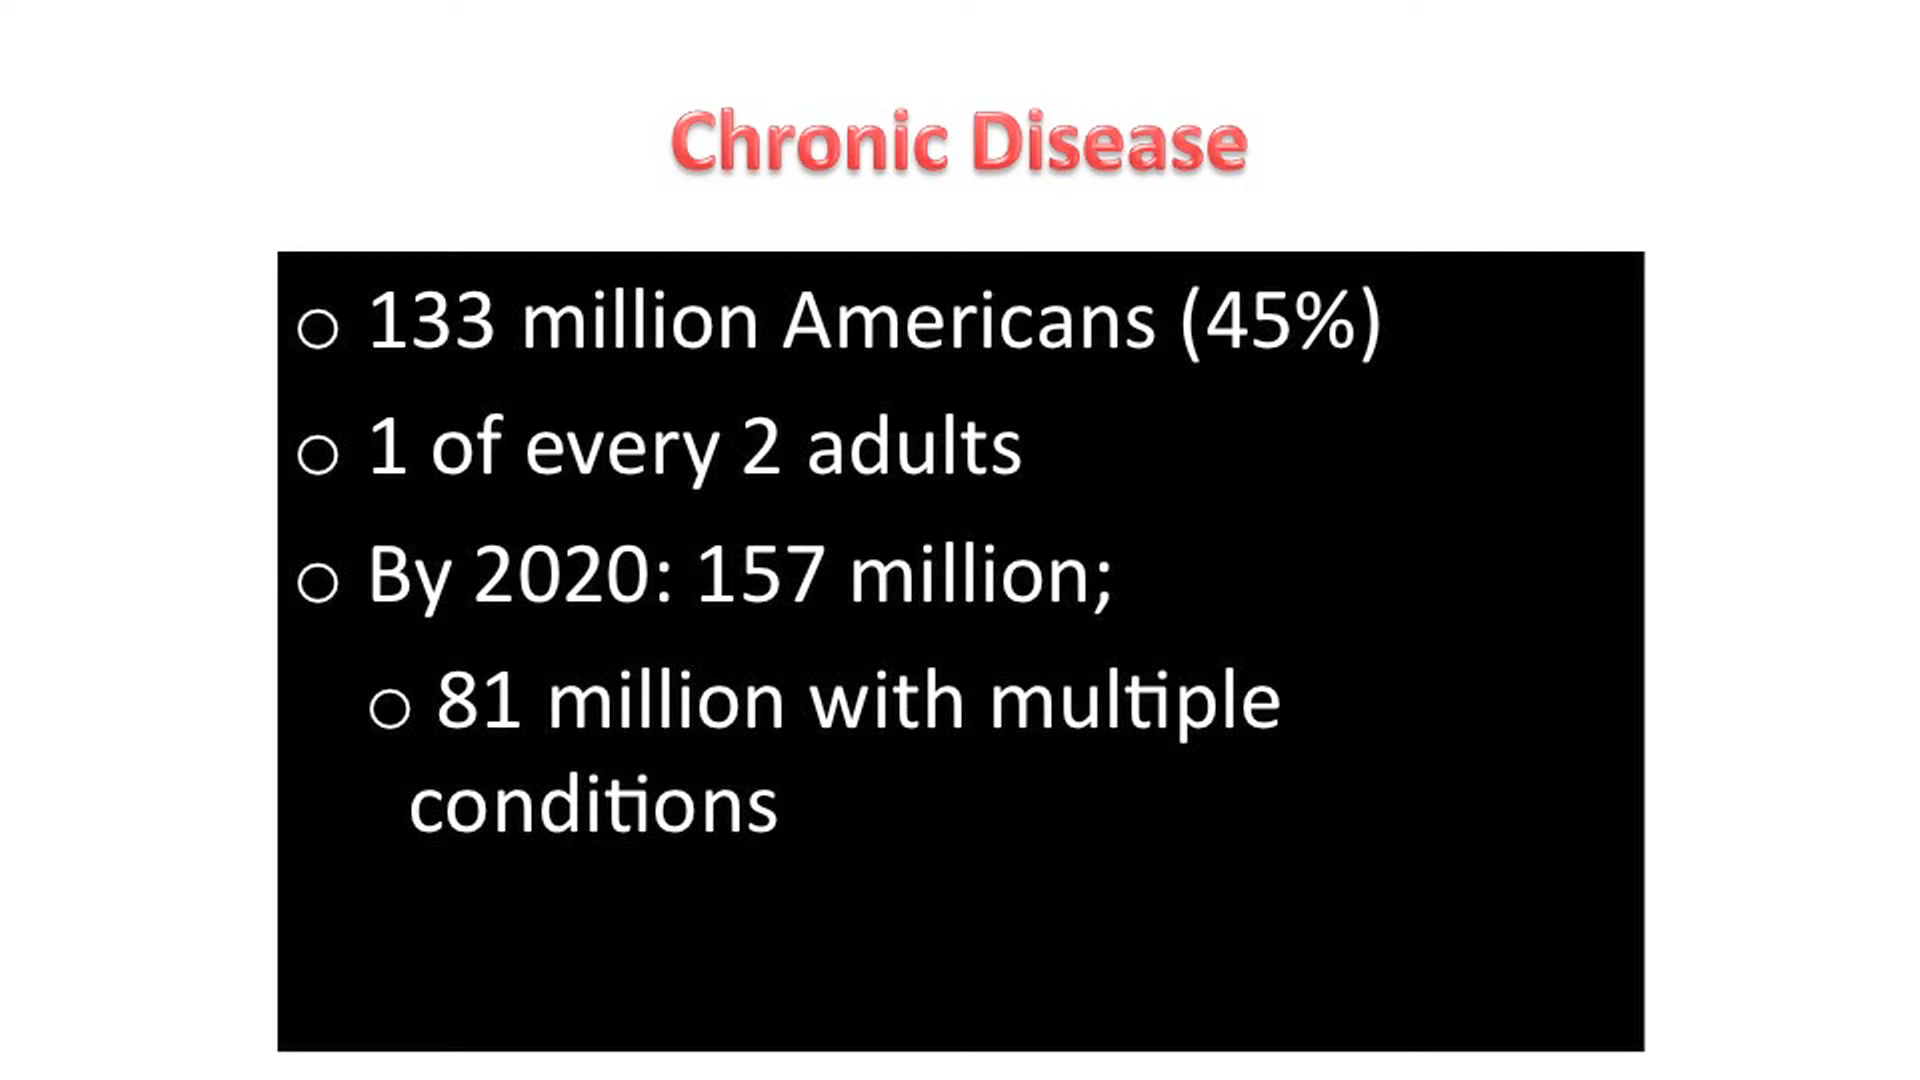 Chronic Disease
o 133 million Americans (45%)
o 1 of every 2 adults
o By 2020: 157 million;
o 81 million with multiple
conditions